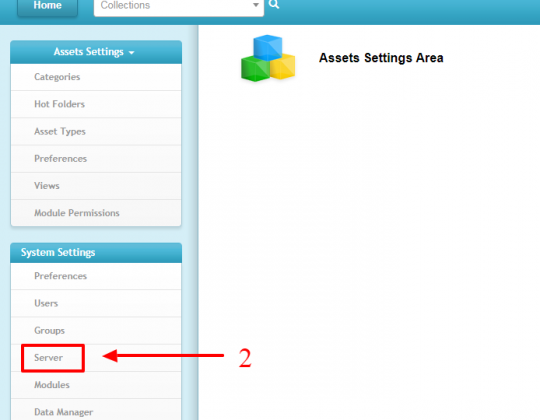 Home
Collections
Assets Settings
Categories
Hot Folders
Asset Types
Preferences
Views
Module Permissions
System Settings
Preferences
Users
Groups
Server
Modules
Data Manager
Assets Settings Area
2